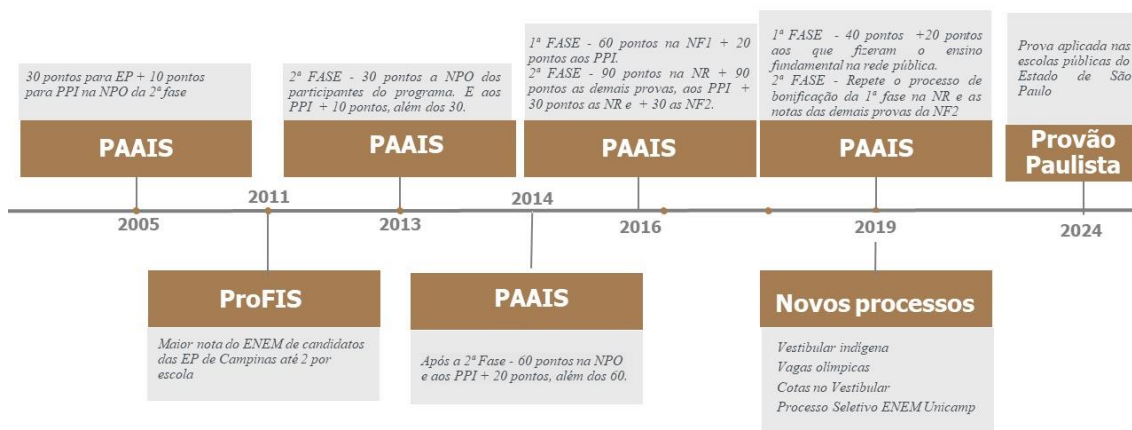 30 pontos para EP + 10 pontos
para PPI na NPO da 2ª fase
PAAIS
2005
2011
ProFIS
Maior nota do ENEM de candidatos
das EP de Campinas até 2 por
escola
2ª FASE - 30 pontos a NPO dos
participantes do programa. E aos
PPI + 10 pontos, além dos 30.
PAAIS
2013
2014
PAAIS
Após a 2ª Fase - 60 pontos na NPO
e aos PPI + 20 pontos, além dos 60.
1ª FASE - 60 pontos na NF1 + 20
pontos aos PPI.
2ª FASE - 90 pontos na NR + 90
pontos as demais provas, aos PPI +
30 pontos as NR e + 30 as NF2.
PAAIS
2016
1ª FASE - 40 pontos +20 pontos
aos que fizeram o ensino
fundamental na rede pública.
2ª FASE - Repete o processo de
bonificação da 1ª fase na NR e as
notas das demais provas da NF2
PAAIS
2019
Novos processos
Vestibular indígena
Vagas olímpicas
Cotas no Vestibular
Processo Seletivo ENEM Unicamp
Prova aplicada nas
escolas públicas do
Estado de São
Paulo
Provão
Paulista
2024